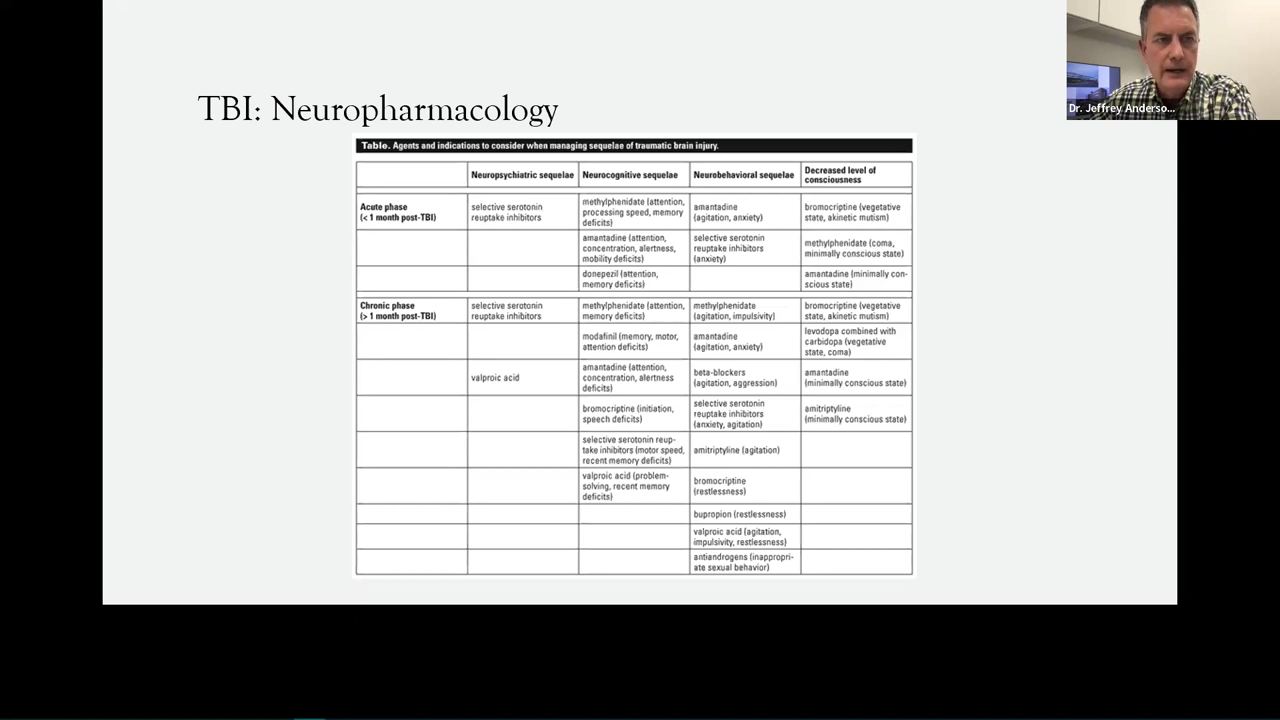 TBI: Neuropharmacology
Dr. Jeffrey Anderso...
Table. Agents and indications to consider when managing sequelae of traumatic brain injury.
Neuropsychiatric sequelae
Neurocognitive sequelae
Neurobehavioral sequelae
Decreased level of
consciousness
Acute phase
(< 1 month post-TBI)
selective serotonin
reuptake inhibitors
methylphenidate (attention,
processing speed, memory
deficits)
amantadine
(agitation, anxiety)
bromocriptine (vegetative
state, akinetic mutism)
amantadine (attention,
concentration, alertness,
mobility deficits)
selective serotonin
reuptake inhibitors
(anxiety)
methylphenidate (coma,
minimally conscious state)
donepezil (attention,
memory deficits)
amantadine (minimally con-
scious state)
Chronic phase
(> 1 month post-TBI)
selective serotonin
reuptake inhibitors
methylphenidate (attention,
memory deficits)
methylphenidate
(agitation, impulsivity)
bromocriptine (vegetative
state, akinetic mutism)
modafinil (memory, motor,
attention deficits)
amantadine
(agitation, anxiety)
levodopa combined with
carbidopa (vegetative
state, coma)
valproic acid
amantadine (attention,
concentration, alertness
deficits)
beta-blockers
(agitation, aggression)
amantadine
(minimally conscious state)
bromocriptine (initiation,
speech deficits)
selective serotonin
reuptake inhibitors
(anxiety, agitation)
amitriptyline
(minimally conscious state)
selective serotonin reup-
take inhibitors (motor speed,
recent memory deficits)
amitriptyline (agitation)
valproic acid (problem-
solving, recent memory
deficits)
bromocriptine
(restlessness)
bupropion (restlessness)
valproic acid (agitation,
impulsivity, restlessness)
antiandrogens (inappropri-
ate sexual behavior)